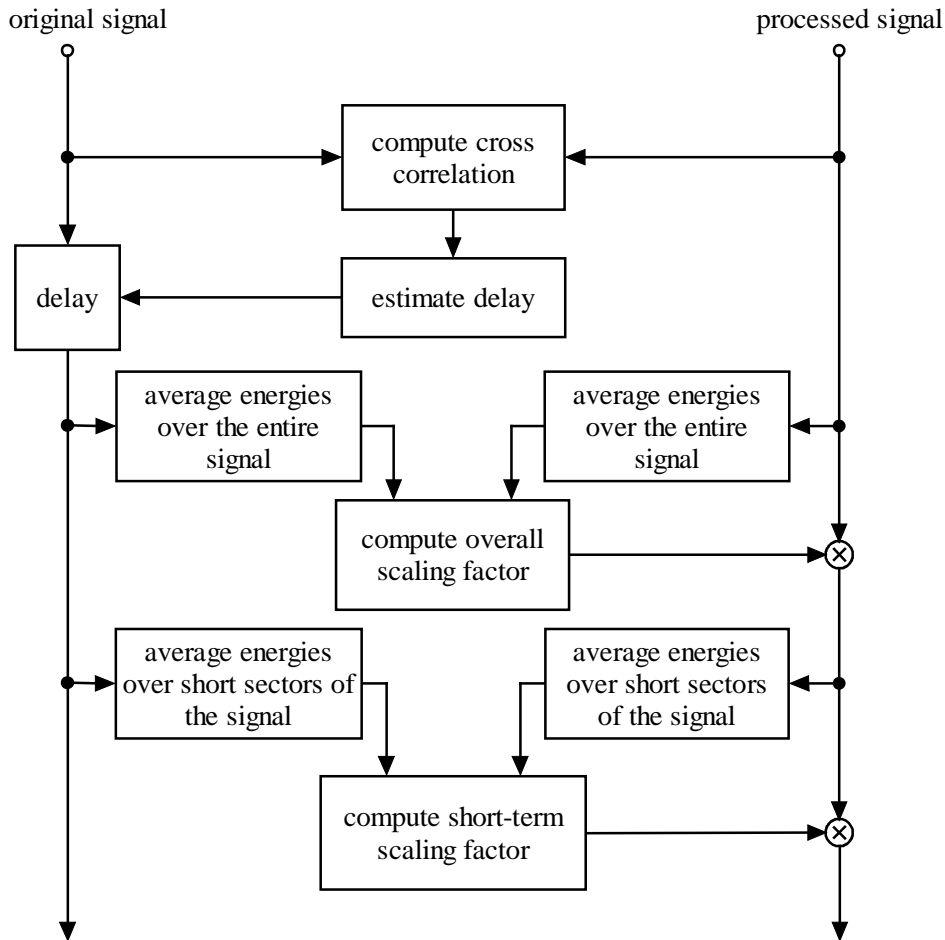 original signal
processed signal
compute cross
correlation
delay
estimate delay
average energies
over the entire
signal
average energies
over the entire
signal
compute overall
scaling factor
average energies
over short sectors of
the signal
average energies
over short sectors
of the signal
compute short-term
scaling factor